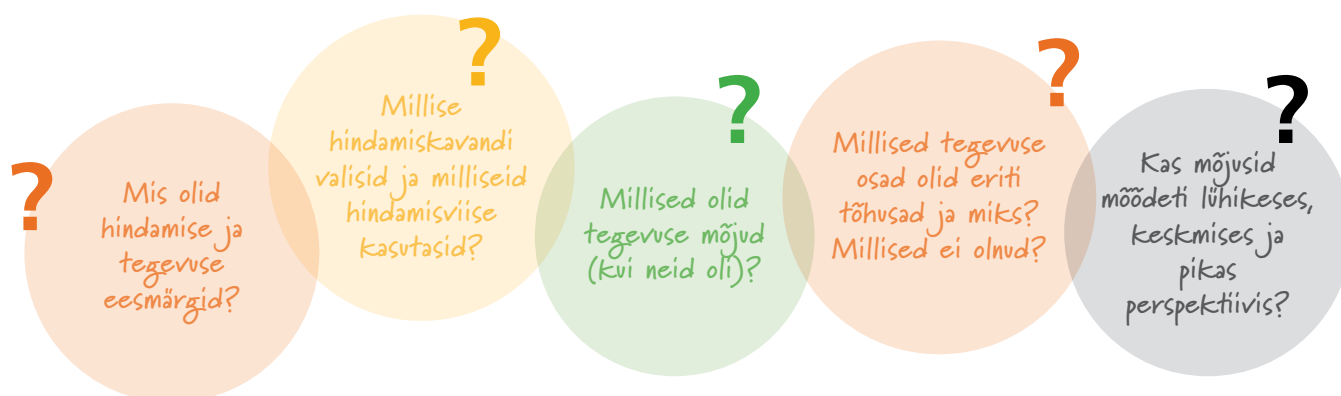 ?
Mis olid
hindamise ja
tegevuse
eesmärgid?
?
Millise
hindamiskavandi
valisid ja milliseid
hindamisviise
kasutasid?
?
Millised olid
tegevuse mõjud
(kui neid oli)?
?
Millised tegevuse
osad olid eriti
tõhusad ja miks?
Millised ei olnud?
?
Kas mõjusid
mõõdeti lühikeses,
keskmises ja
pikas
perspektiivis?